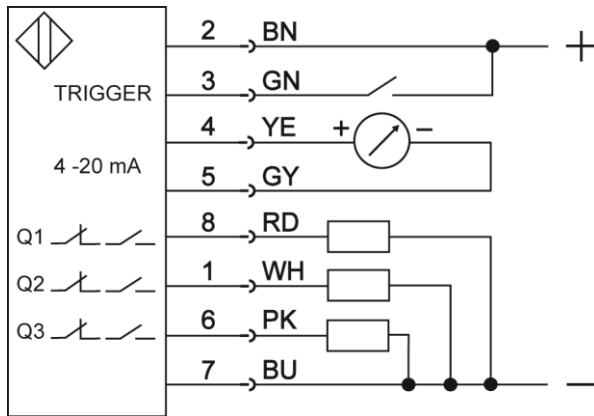 2 BN +
TRIGGER 3 GN
4 YE + −
4 -20 mA 5 GY
Q1 8 RD
Q2 1 WH
Q3 6 PK
7 BU −